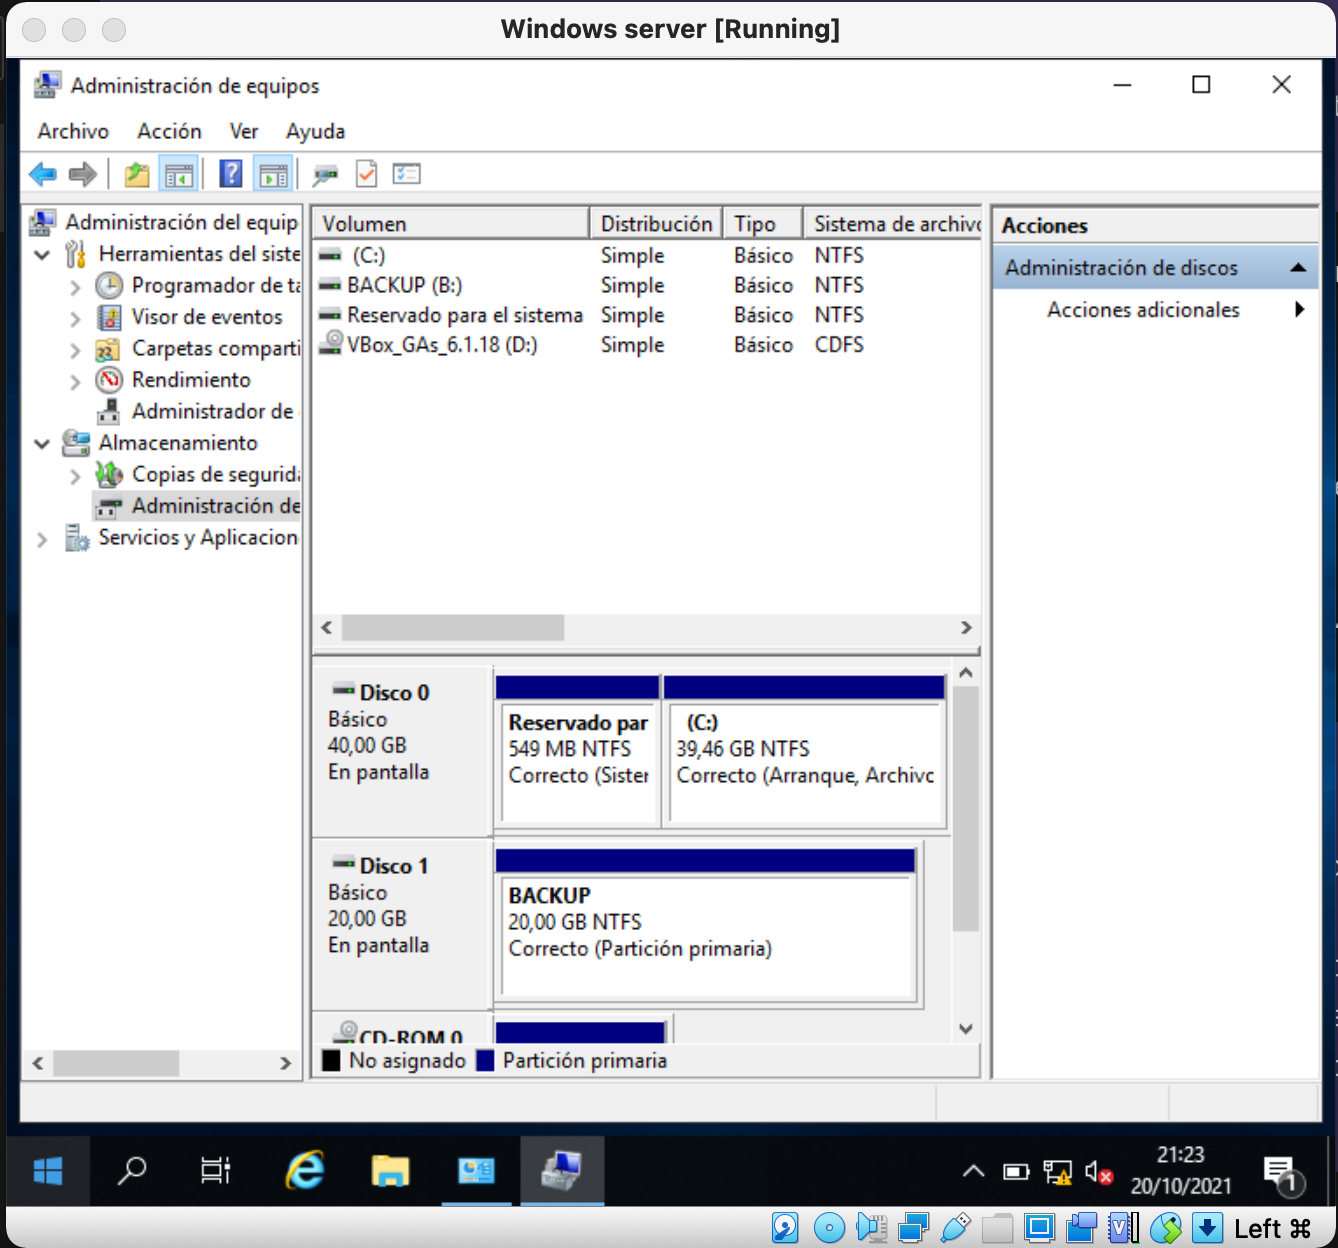 Windows server [Running]
Administración de equipos
Archivo Acción Ver Ayuda
Administración del equip
Herramientas del siste
Programador de ta
Visor de eventos
Carpetas comparti
Rendimiento
Administrador de
Almacenamiento
Copias de segurida
Administración de
Servicios y Aplicacion
Volumen Distribución Tipo Sistema de archivo
(C:) Simple Básico NTFS
BACKUP (B:) Simple Básico NTFS
Reservado para el sistema Simple Básico NTFS
VBox_GAs_6.1.18 (D:) Simple Básico CDFS
Disco 0
Básico
40,00 GB
En pantalla
Reservado par
549 MB NTFS
Correcto (Sister
(C:)
39,46 GB NTFS
Correcto (Arranque, Archivo
Disco 1
Básico
20,00 GB
En pantalla
BACKUP
20,00 GB NTFS
Correcto (Partición primaria)
CD-ROM 0
No asignado Partición primaria
Acciones
Administración de discos
Acciones adicionales
21:23
20/10/2021
1
Left ⌘